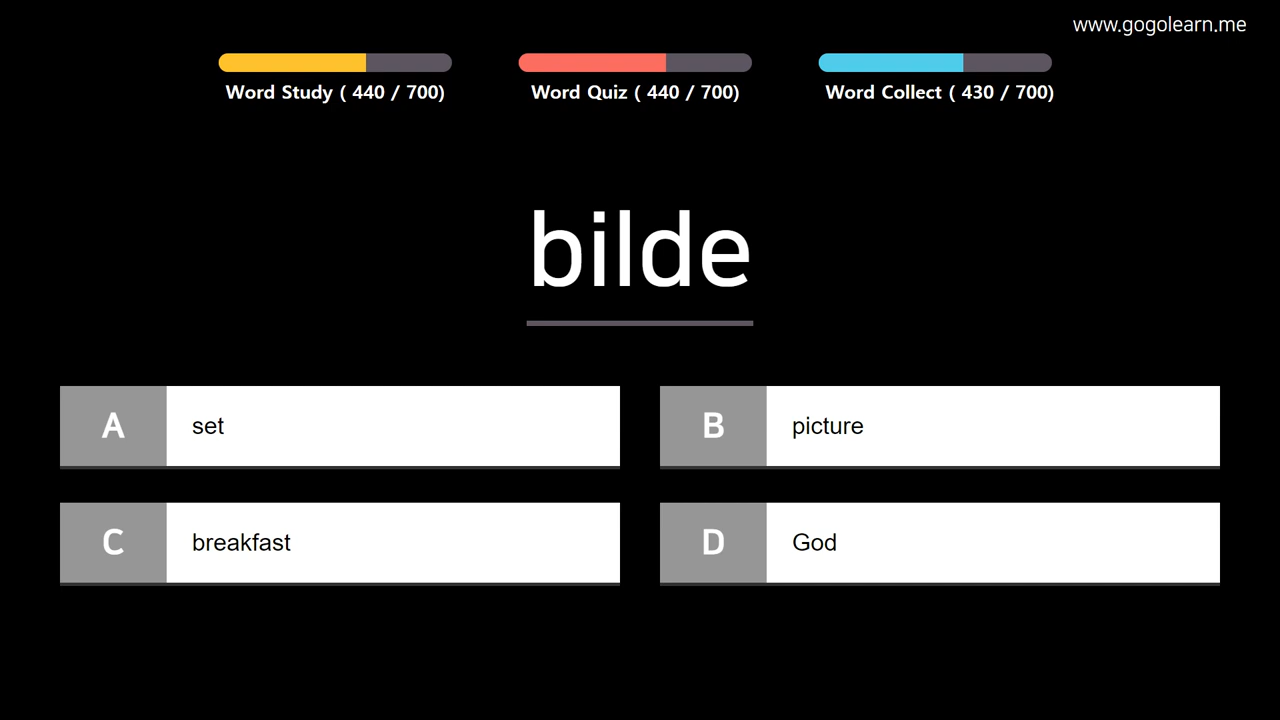 www.gogolearn.me
Word Study ( 440 / 700)
Word Quiz ( 440 / 700)
Word Collect ( 430 / 700)
bilde
A set
B picture
C breakfast
D God